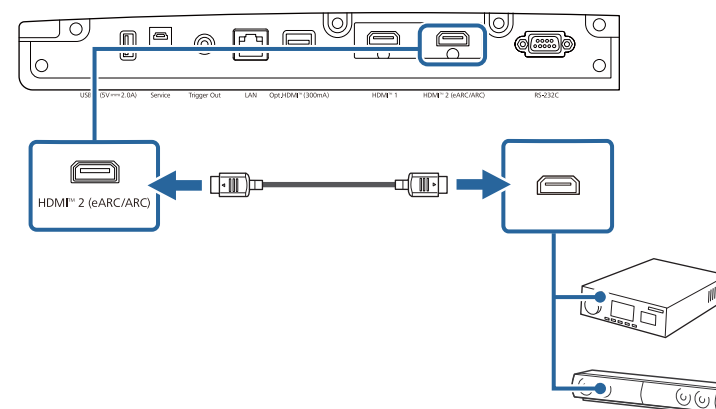 (5V⎓2.0A) Service Trigger Out LAN Opt.HDMI™ (300mA) HDMI™ 1 HDMI™ 2 (eARC/ARC) RS-232C
HDMI™ 2 (eARC/ARC)